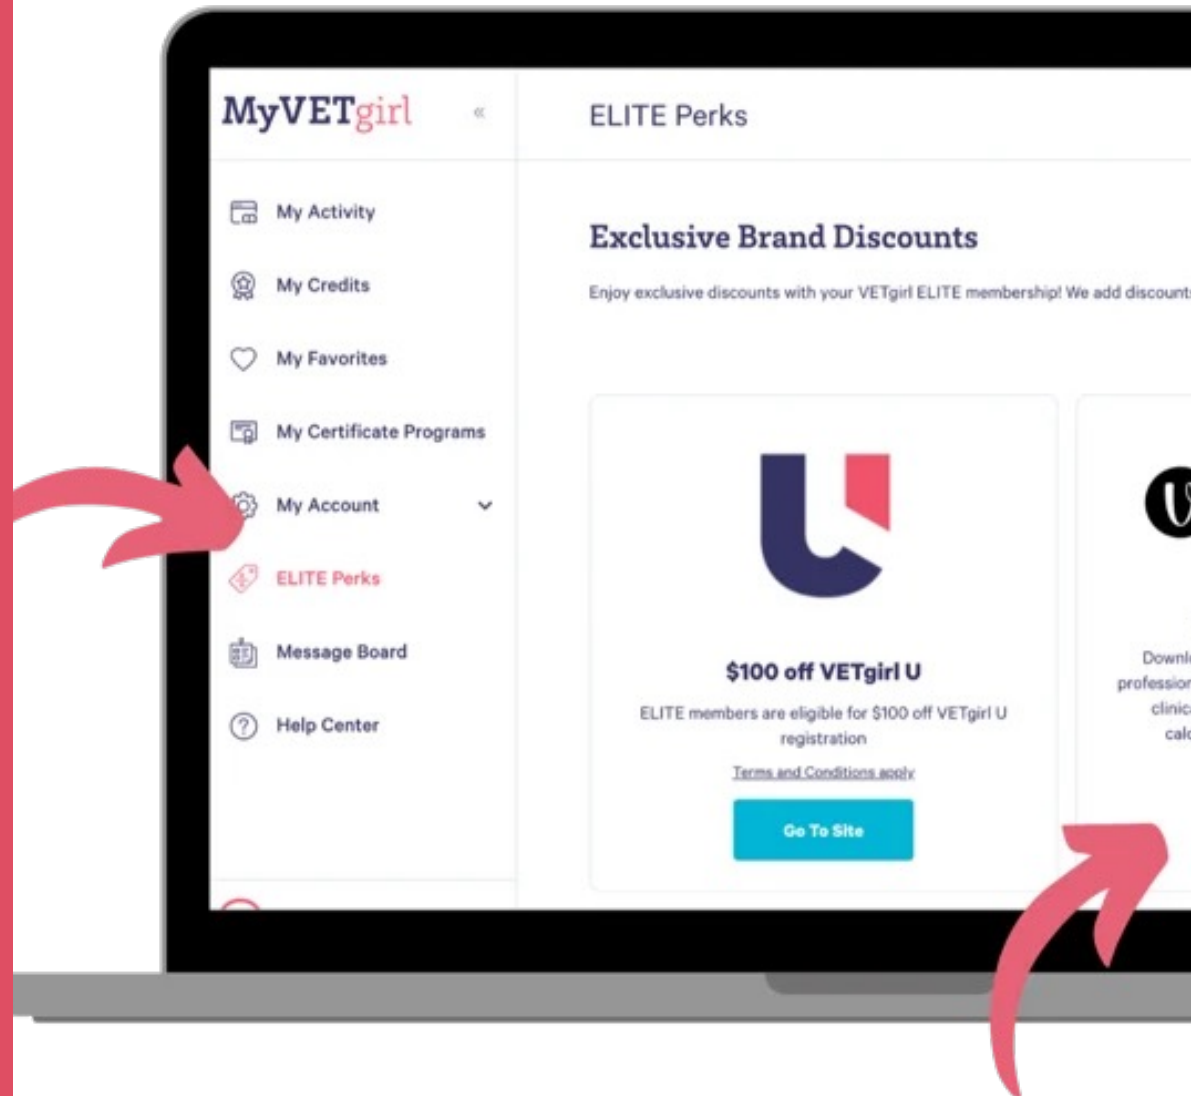 MyVETgirl
ELITE Perks
My Activity
My Credits
My Favorites
My Certificate Programs
My Account
ELITE Perks
Message Board
Help Center
Exclusive Brand Discounts
Enjoy exclusive discounts with your VETgirl ELITE membership! We add discounts
$100 off VETgirl U
ELITE members are eligible for $100 off VETgirl U
registration
Terms and Conditions apply
Go To Site